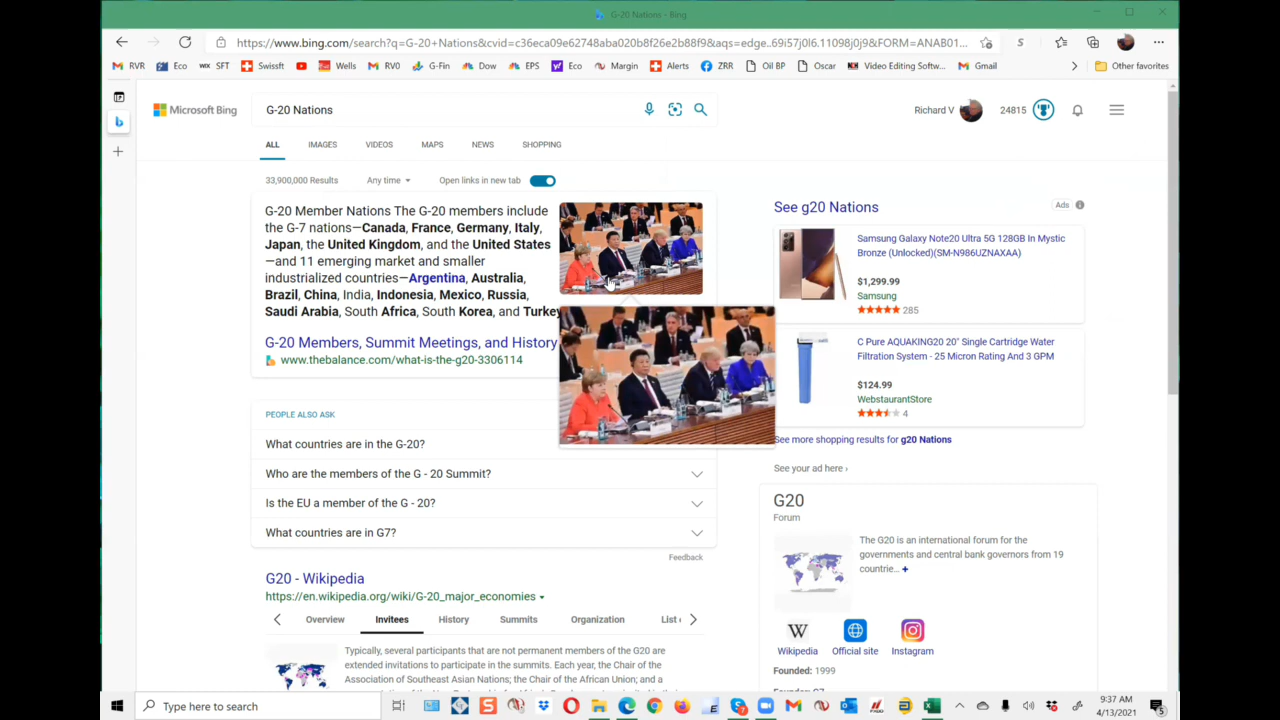 G-20 Nations - Bing
https://www.bing.com/search?q=G-20+Nations&cvid=c36eca09e62748aba020b8f26e2b88f9&aqs=edge..69i57j0l6.11098j0j9&FORM=ANAB01...
RVR Eco WIX SFT Swissft Wells RV0 G-Fin Dow EPS Eco Margin Alerts ZRR Oil BP Oscar Video Editing Softw... Gmail Other favorites
Microsoft Bing
G-20 Nations
Richard V 24815
ALL IMAGES VIDEOS MAPS NEWS SHOPPING
33,900,000 Results Any time Open links in new tab
G-20 Member Nations The G-20 members include
the G-7 nations—Canada, France, Germany, Italy,
Japan, the United Kingdom, and the United States
—and 11 emerging market and smaller
industrialized countries—Argentina, Australia,
Brazil, China, India, Indonesia, Mexico, Russia,
Saudi Arabia, South Africa, South Korea, and Turkey
G-20 Members, Summit Meetings, and History
www.thebalance.com/what-is-the-g20-3306114
PEOPLE ALSO ASK
What countries are in the G-20?
Who are the members of the G - 20 Summit?
Is the EU a member of the G - 20?
What countries are in G7?
Feedback
G20 - Wikipedia
https://en.wikipedia.org/wiki/G-20_major_economies
Overview Invitees History Summits Organization List
Typically, several participants that are not permanent members of the G20 are
extended invitations to participate in the summits. Each year, the Chair of the
Association of Southeast Asian Nations; the Chair of the African Union; and
See g20 Nations
Ads
Samsung Galaxy Note20 Ultra 5G 128GB In Mystic
Bronze (Unlocked)(SM-N986UZNAXAA)
$1,299.99
Samsung
285
C Pure AQUAKING20 20" Single Cartridge Water
Filtration System - 25 Micron Rating And 3 GPM
$124.99
WebstaurantStore
4
See more shopping results for g20 Nations
See your ad here ›
G20
Forum
The G20 is an international forum for the
governments and central bank governors from 19
countrie... +
Wikipedia Official site Instagram
Founded: 1999
Type here to search
9:37 AM
4/13/2021
5